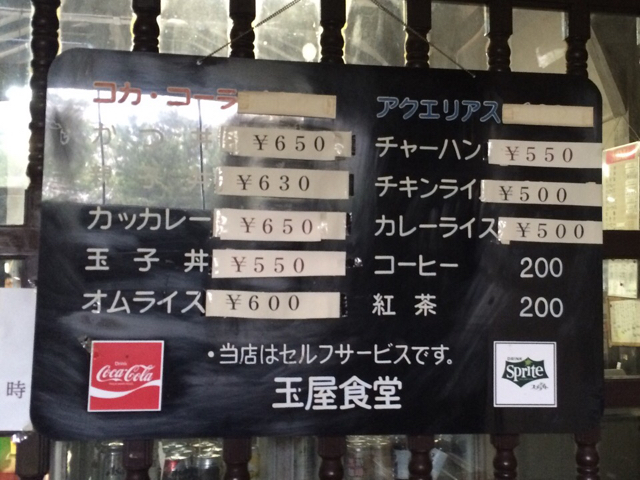 コカ・コーラ
かつ丼 ￥650
丼 ￥630
カッカレー ￥650
玉子丼 ￥550
オムライス ￥600
アクエリアス
チャーハン ￥550
チキンライ ￥500
カレーライス ￥500
コーヒー 200
紅茶 200
・当店はセルフサービスです。
玉屋食堂
Drink
Coca-Cola
Sprite
時